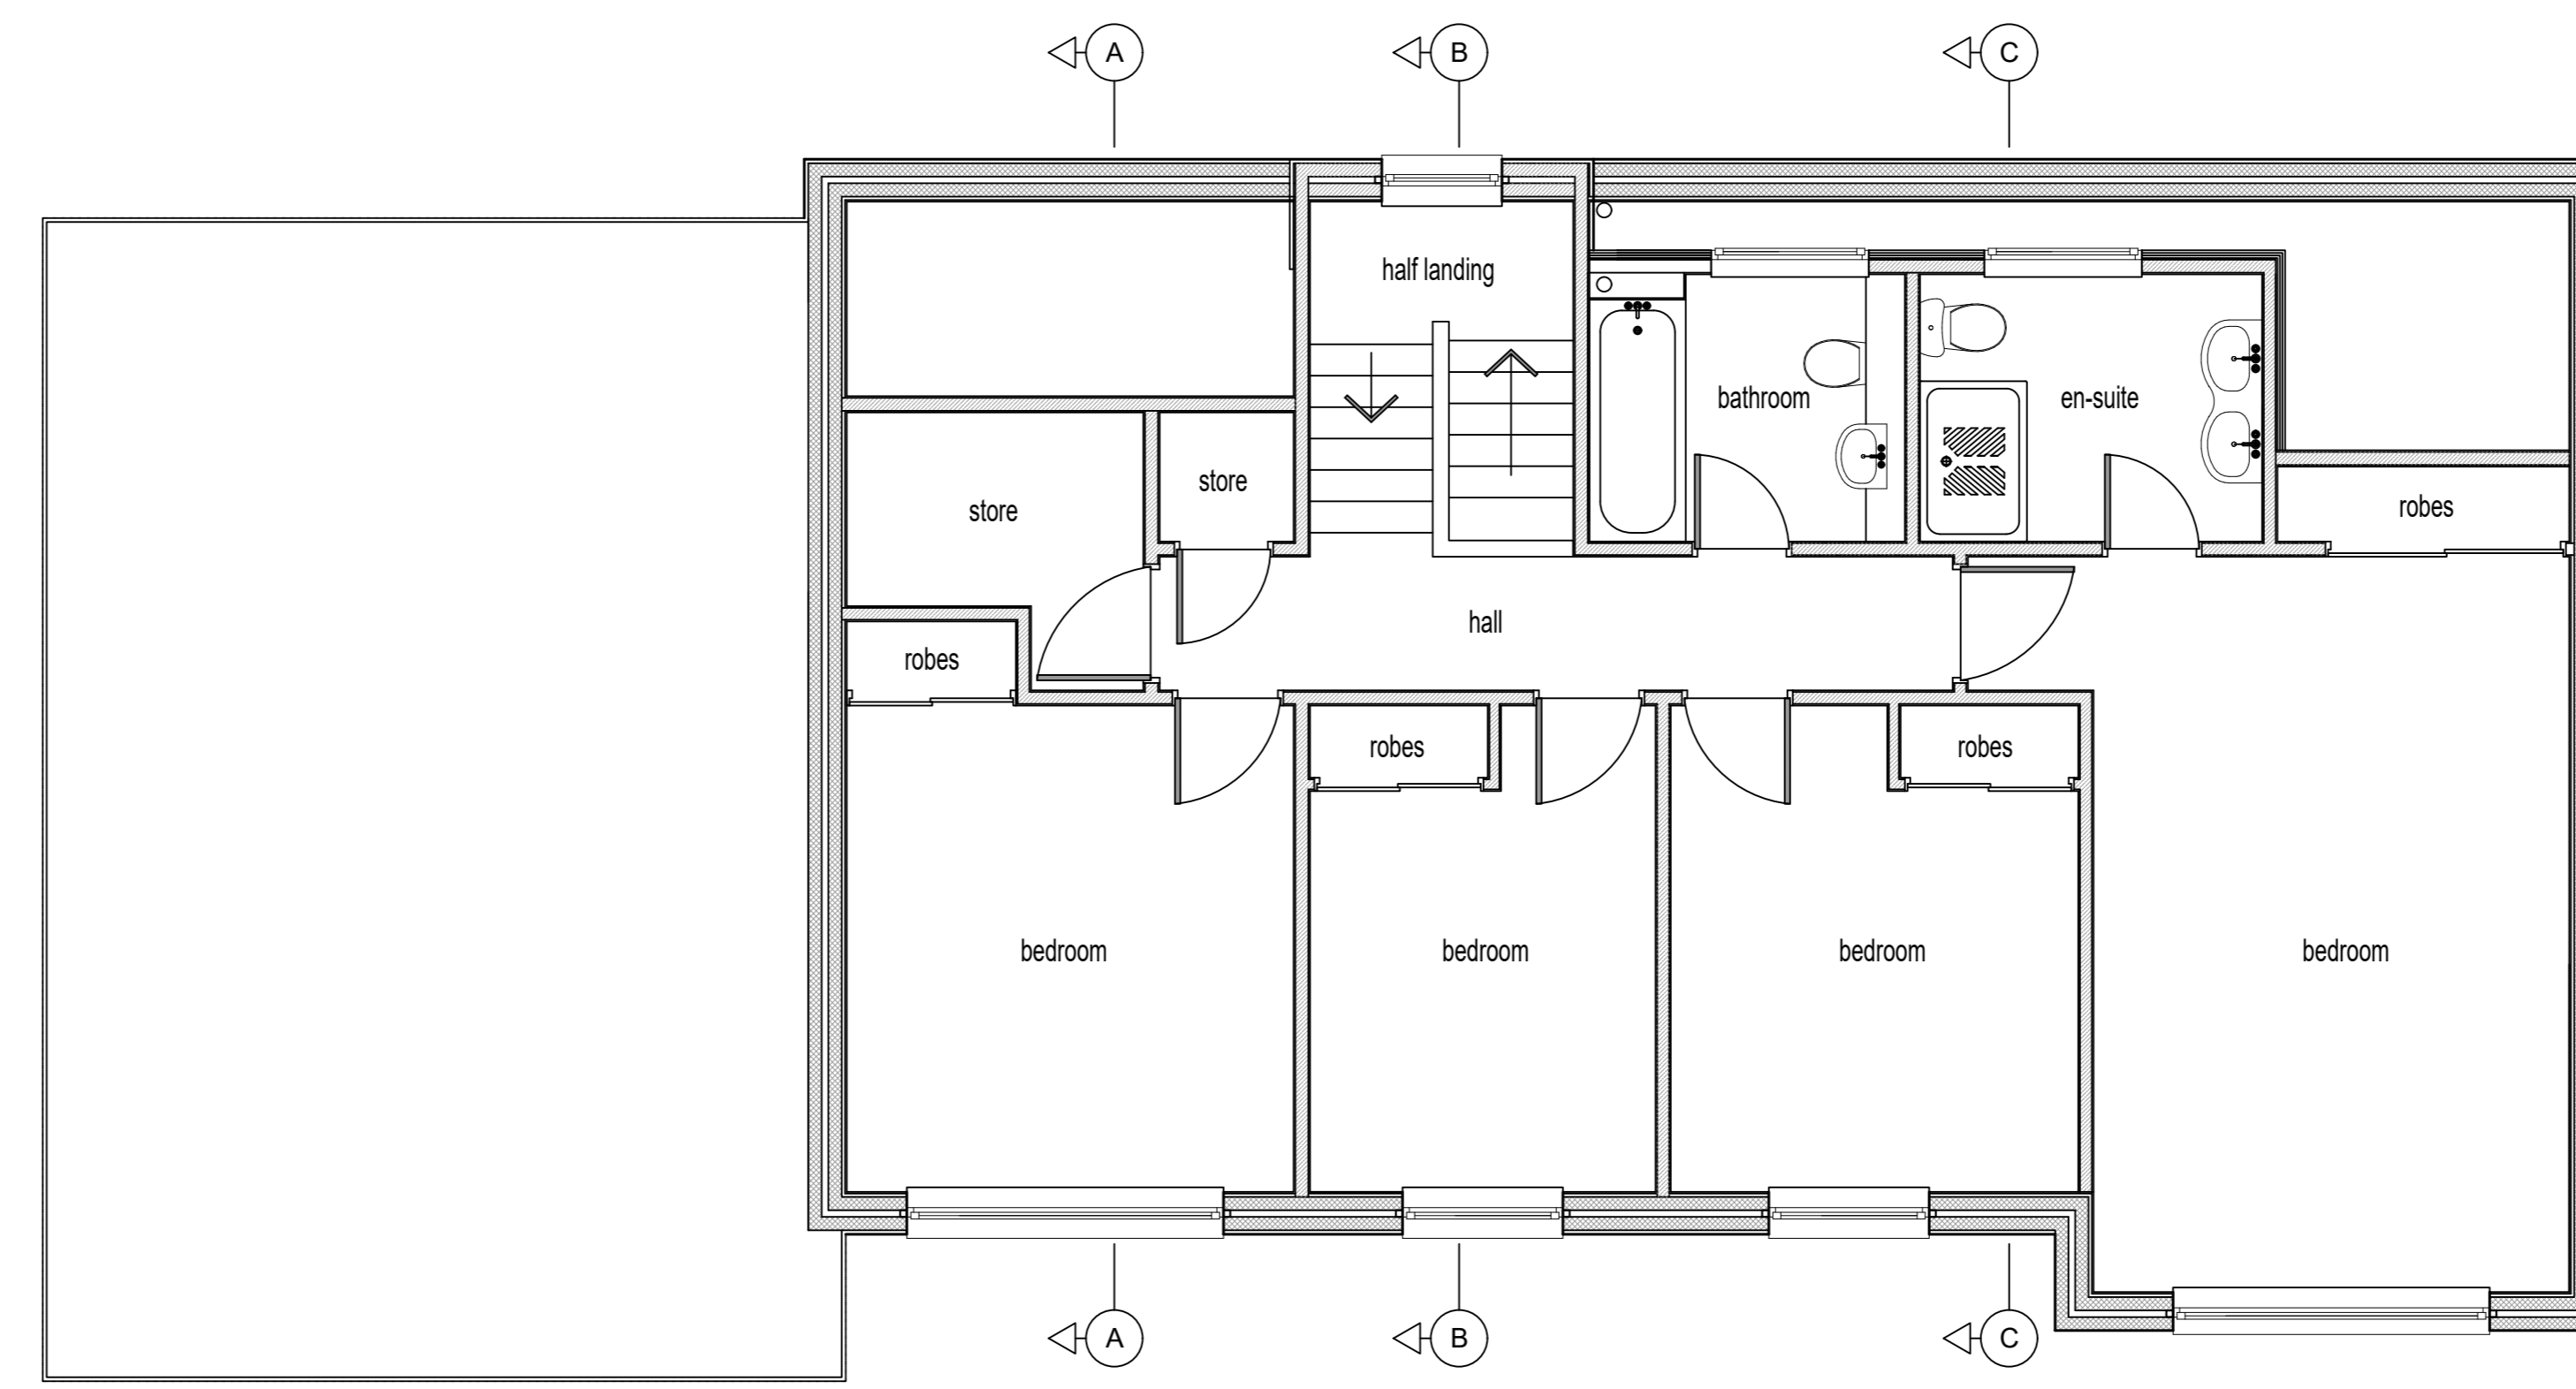 A
B
C
half landing
bathroom
en-suite
store
store
robes
hall
robes
robes
robes
bedroom
bedroom
bedroom
bedroom
A
B
C